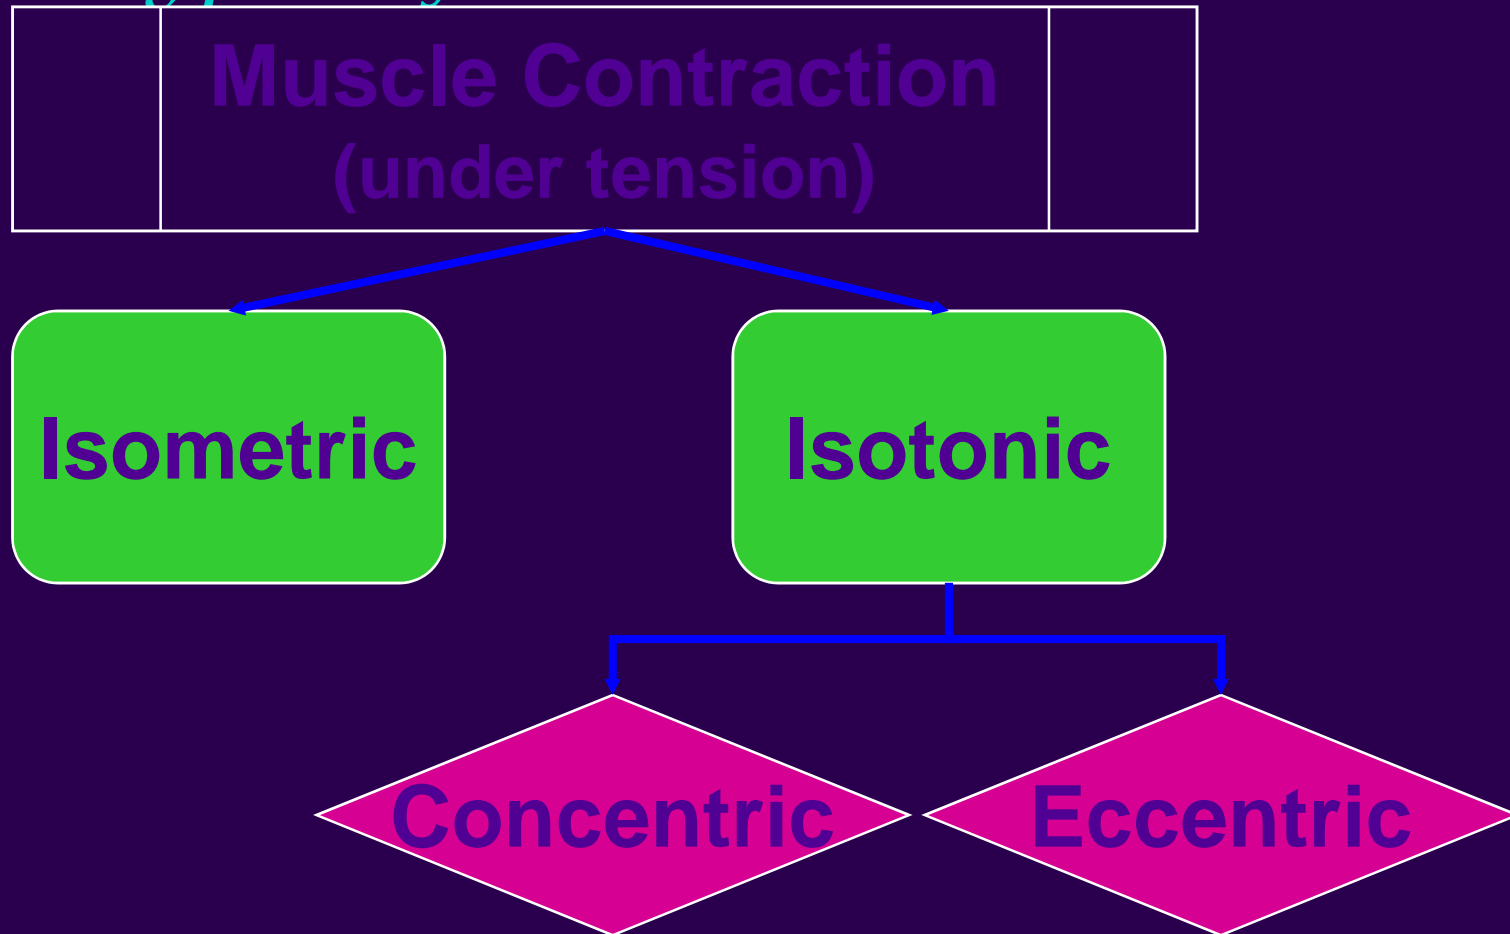 Muscle Contraction
(under tension)
Isometric
Isotonic
Concentric
Eccentric